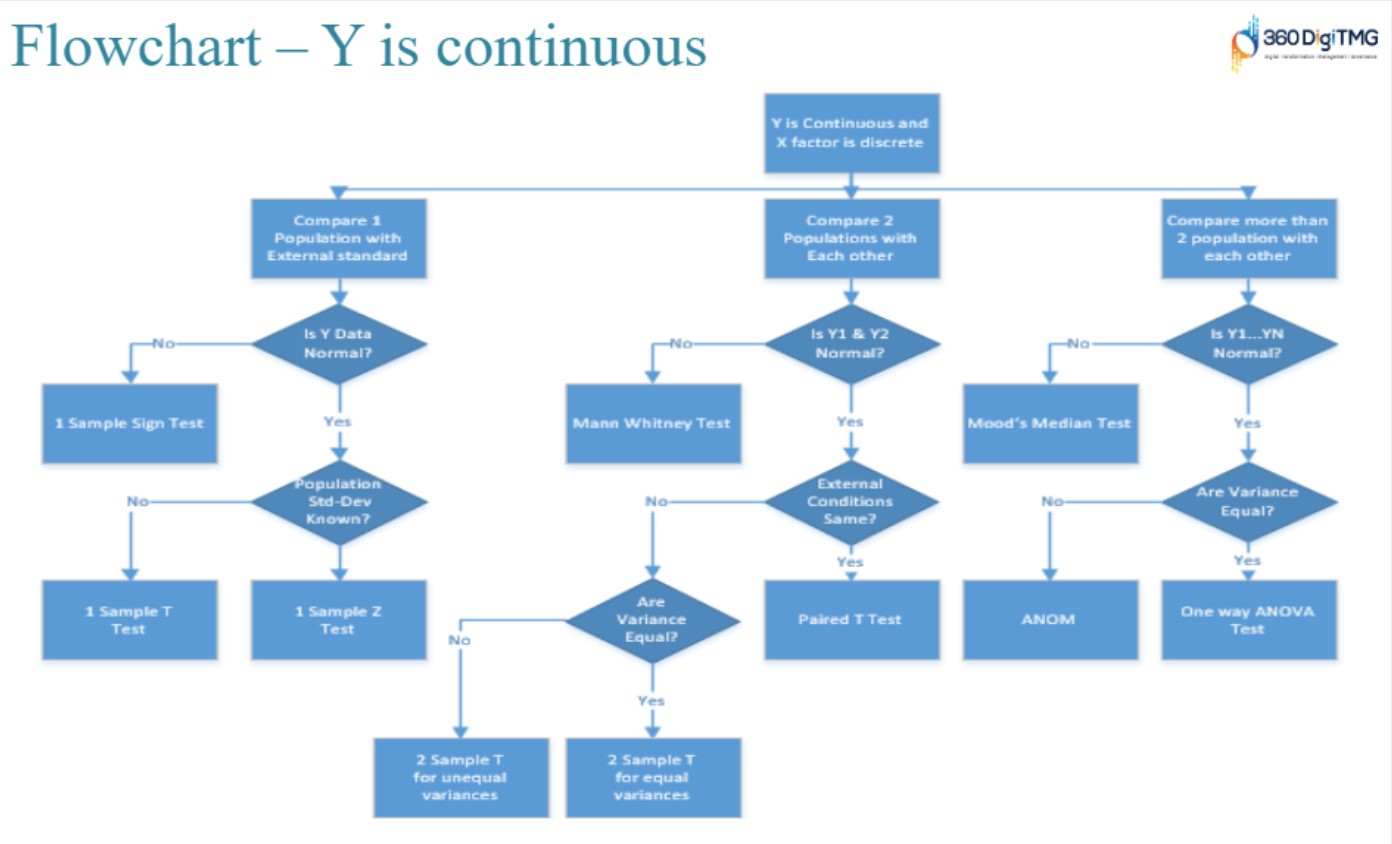 Flowchart – Y is continuous
360DigiTMG
Y is Continuous and
X factor is discrete
Compare 1
Population with
External standard
Compare 2
Populations with
Each other
Compare more than
2 population with
each other
Is Y Data
Normal?
Is Y1 & Y2
Normal?
Is Y1...YN
Normal?
No
No
No
1 Sample Sign Test
Yes
Mann Whitney Test
Yes
Mood's Median Test
Yes
Population
Std-Dev
Known?
External
Conditions
Same?
Are Variance
Equal?
No
No
No
Yes
Yes
1 Sample T
Test
1 Sample Z
Test
Are
Variance
Equal?
Paired T Test
ANOM
One way ANOVA
Test
No
Yes
2 Sample T
for unequal
variances
2 Sample T
for equal
variances